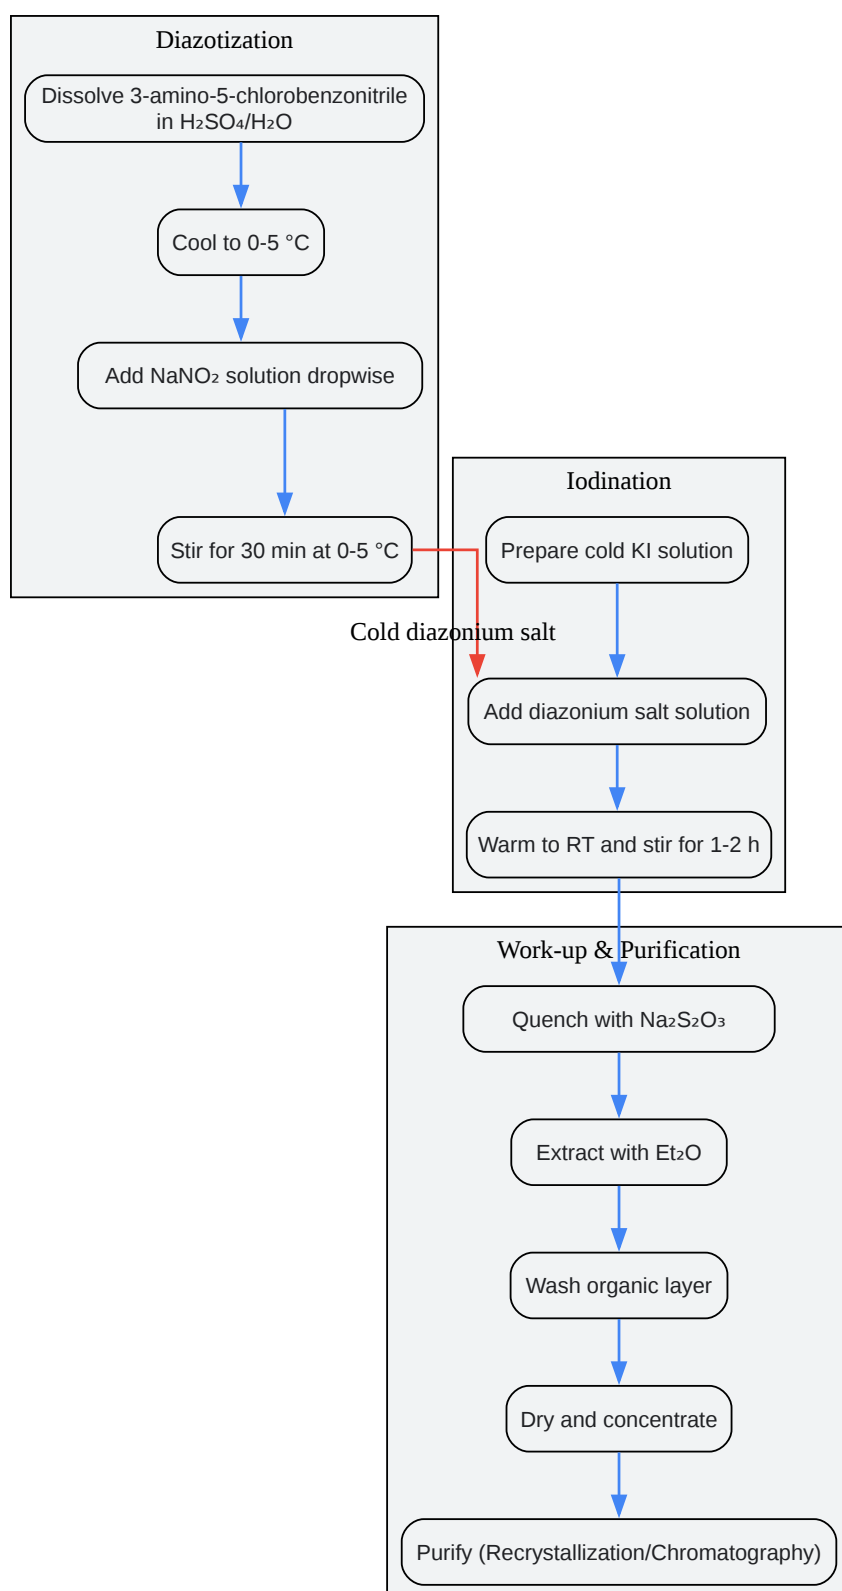 Diazotization
Dissolve 3-amino-5-chlorobenzonitrile
in H₂SO₄/H₂O
Cool to 0-5 °C
Add NaNO₂ solution dropwise
Stir for 30 min at 0-5 °C
Iodination
Prepare cold KI solution
Cold diazonium salt
Add diazonium salt solution
Warm to RT and stir for 1-2 h
Work-up & Purification
Quench with Na₂S₂O₃
Extract with Et₂O
Wash organic layer
Dry and concentrate
Purify (Recrystallization/Chromatography)